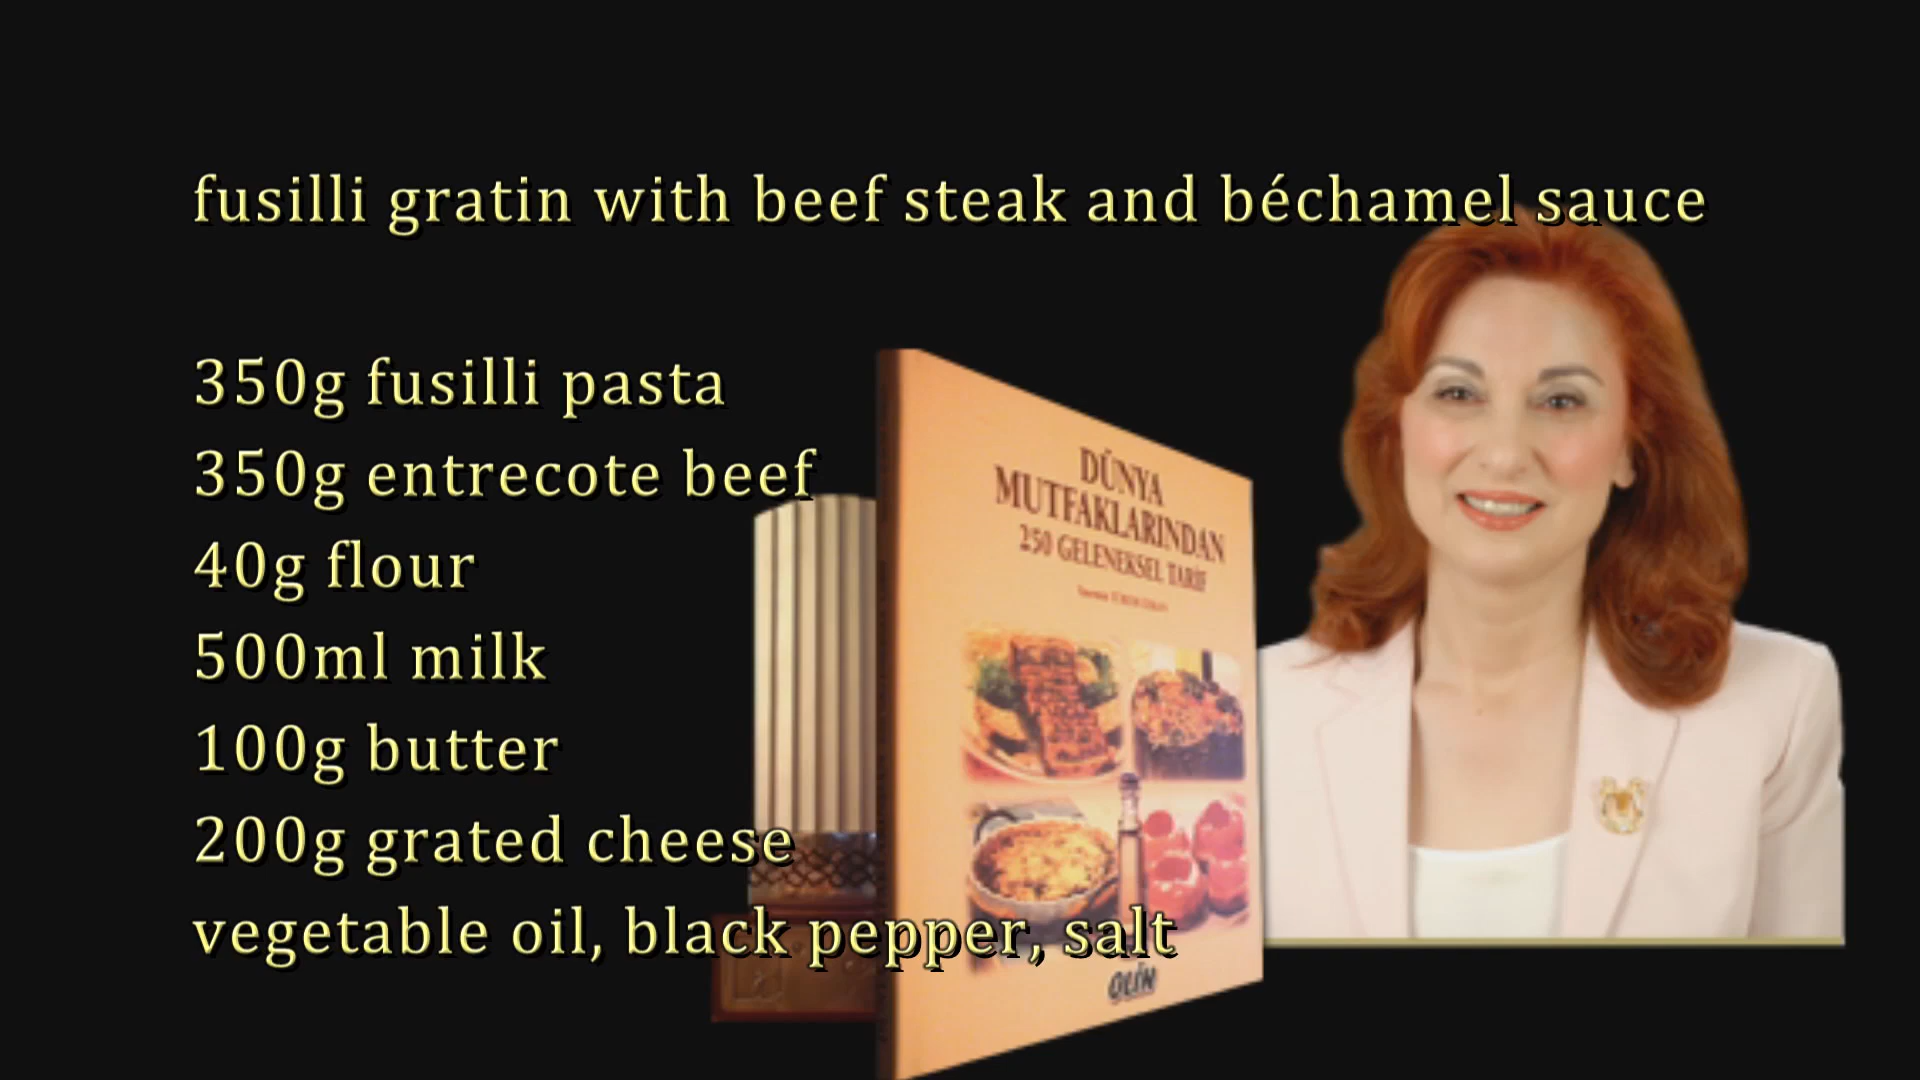 fusilli gratin with beef steak and béchamel sauce
350g fusilli pasta
350g entrecote beef
40g flour
500ml milk
100g butter
200g grated cheese
vegetable oil, black pepper, salt
DÜNYA
MUTFAKLARINDAN
250 GELENEKSEL TARİF
OLİN